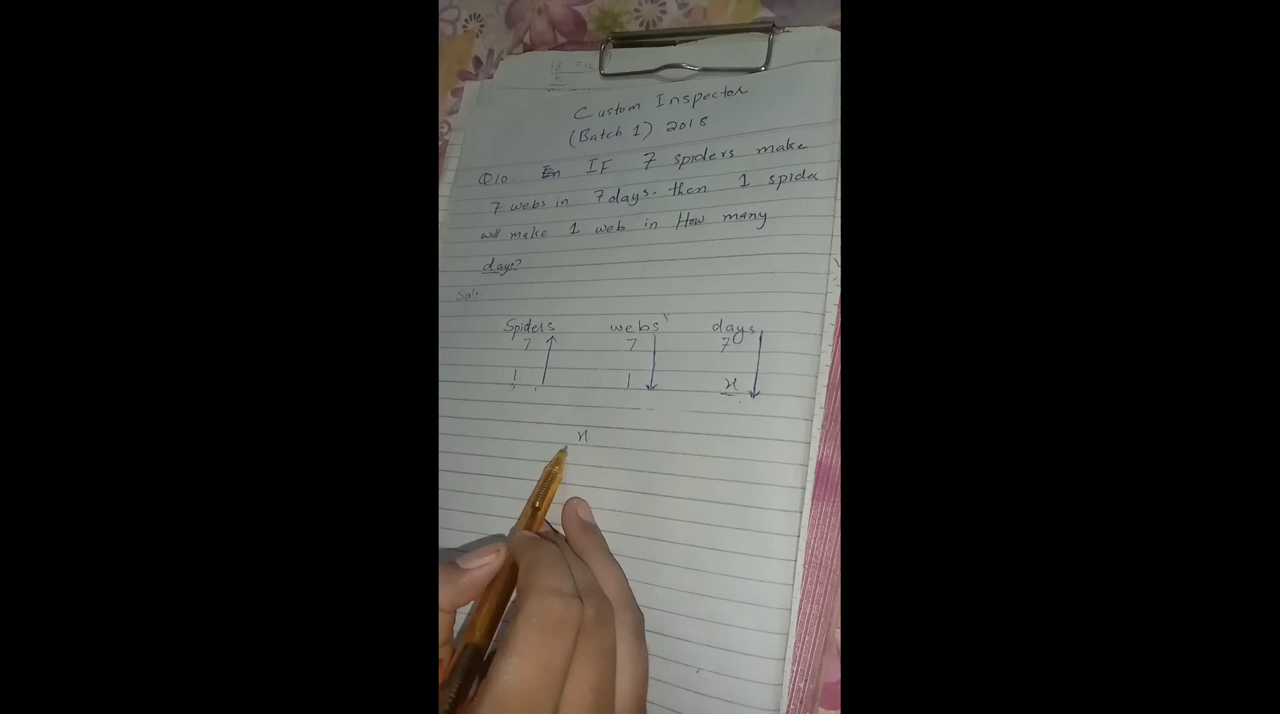 Custom Inspector
(Batch 1) 2018
Q10. IF 7 spiders make
7 webs in 7 days. then 1 spider
will make 1 web in How many
days?
Sol:
Spiders webs days
7 7 7
1 1 x
x